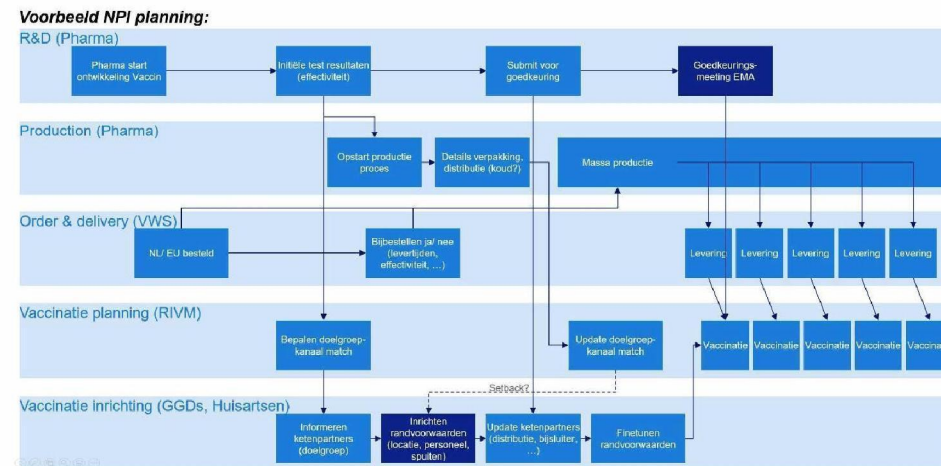 Voorbeeld NPI planning:
R&D (Pharma)
Pharma start
ontwikkeling Vaccin
Initiële test resultaten
(effectiviteit)
Submit voor
goedkeuring
Goedkeurings-
meeting EMA
Production (Pharma)
Opstart productie
proces
Details verpakking,
distributie (koud?)
Massa productie
Order & delivery (VWS)
NL/ EU besteld
Bijbestellen ja/ nee
(levertijden,
effectiviteit, ...)
Levering
Levering
Levering
Levering
Levering
Vaccinatie planning (RIVM)
Bepalen doelgroep-
kanaal match
Update doelgroep-
kanaal match
Vaccinatie
Vaccinatie
Vaccinatie
Vaccinatie
Vaccina
Setback?
Vaccinatie inrichting (GGDs, Huisartsen)
Informeren
ketenpartners
(doelgroep)
Inrichten
randvoorwaarden
(locatie, personeel,
spuiten)
Update ketenpartners
(distributie, bijsluiter,
...)
Finetunen
randvoorwaarden